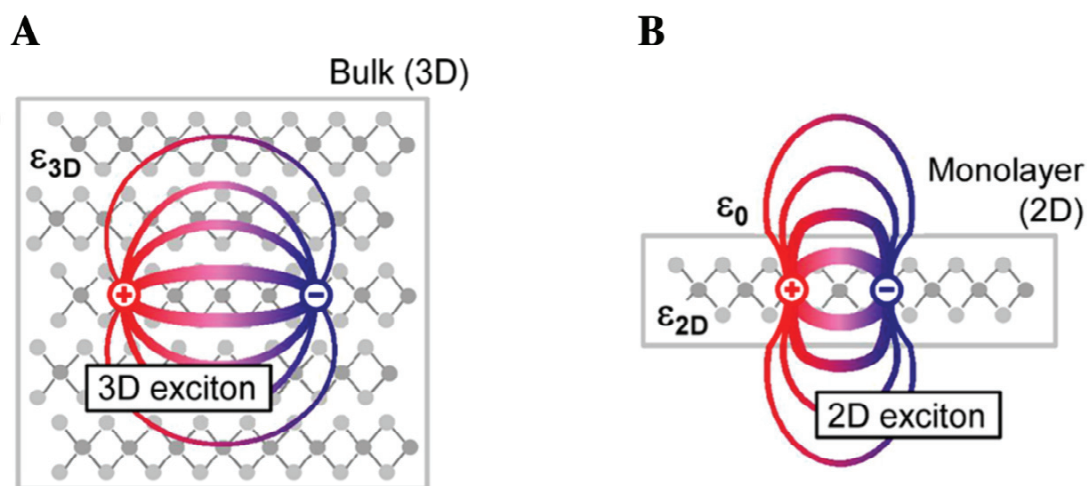 A
Bulk (3D)
ε3D
+
−
3D exciton
B
Monolayer
(2D)
ε0
ε2D
+
−
2D exciton